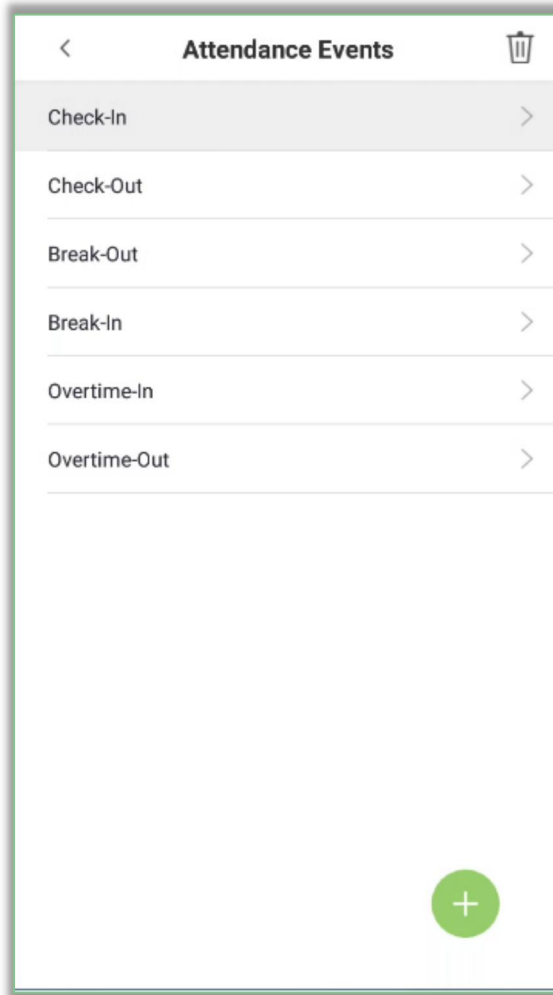 Attendance Events
Check-In
Check-Out
Break-Out
Break-In
Overtime-In
Overtime-Out